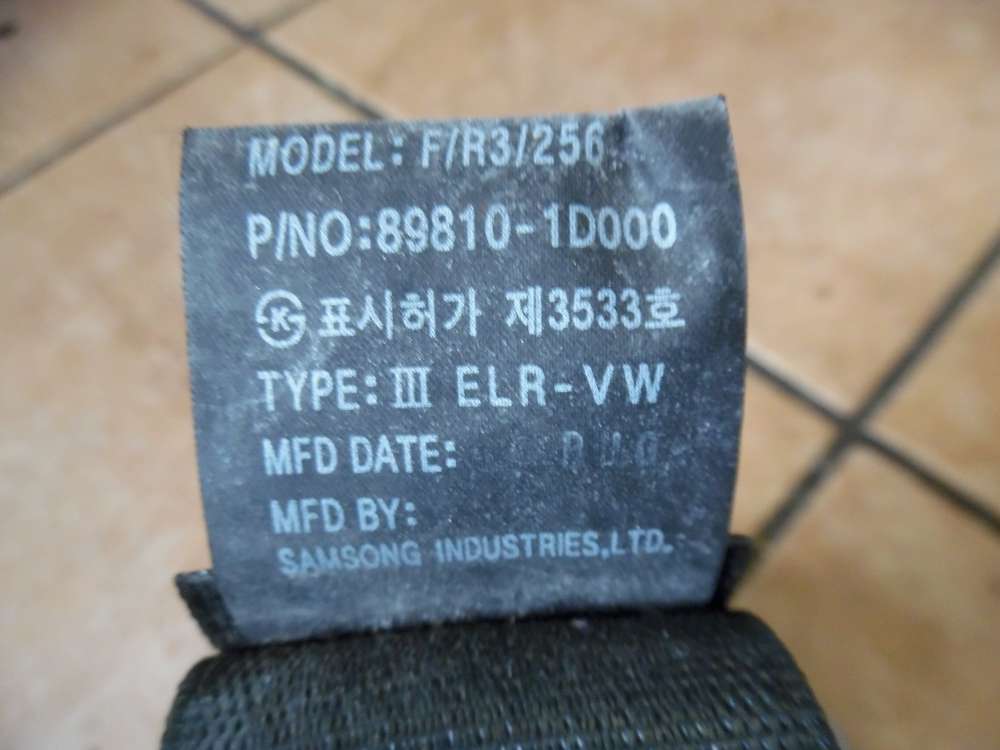 MODEL: F/R3/256
P/NO:89810-1D000
K 표시허가 제3533호
TYPE: III ELR-VW
MFD DATE:
MFD BY:
SAMSONG INDUSTRIES,LTD.